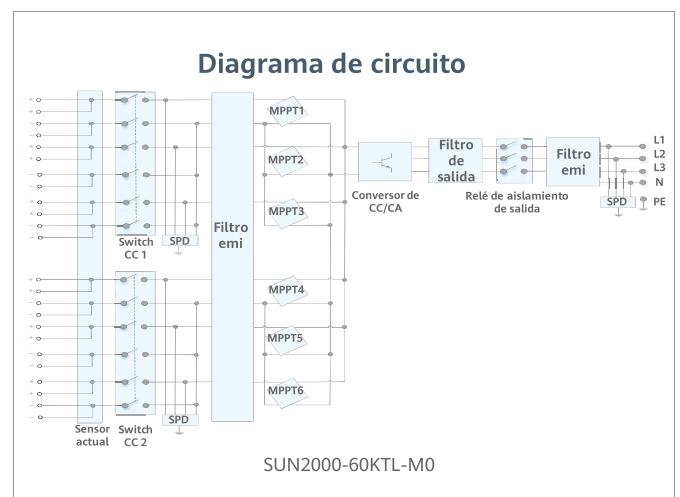 Diagrama de circuito
MPPT1
MPPT2
MPPT3
MPPT4
MPPT5
MPPT6
Filtro
emi
SPD
SPD
Switch
CC 1
Sensor
actual
Switch
CC 2
Conversor de
CC/CA
Filtro
de
salida
Relé de aislamiento
de salida
Filtro
emi
SPD
L1
L2
L3
N
PE
SUN2000-60KTL-M0